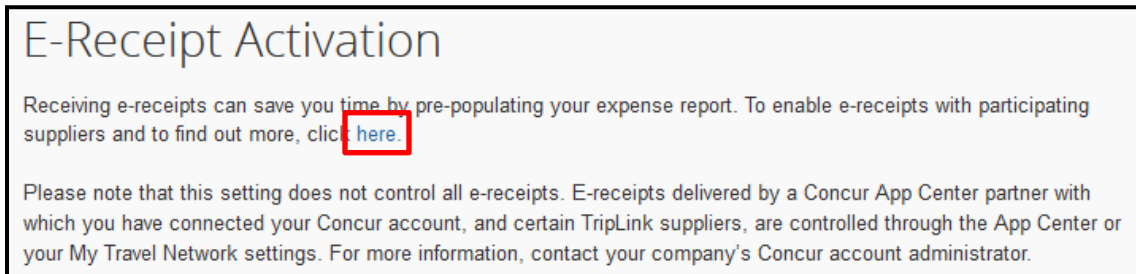 E-Receipt Activation
Receiving e-receipts can save you time by pre-populating your expense report. To enable e-receipts with participating
suppliers and to find out more, click here.
Please note that this setting does not control all e-receipts. E-receipts delivered by a Concur App Center partner with
which you have connected your Concur account, and certain TripLink suppliers, are controlled through the App Center or
your My Travel Network settings. For more information, contact your company's Concur account administrator.